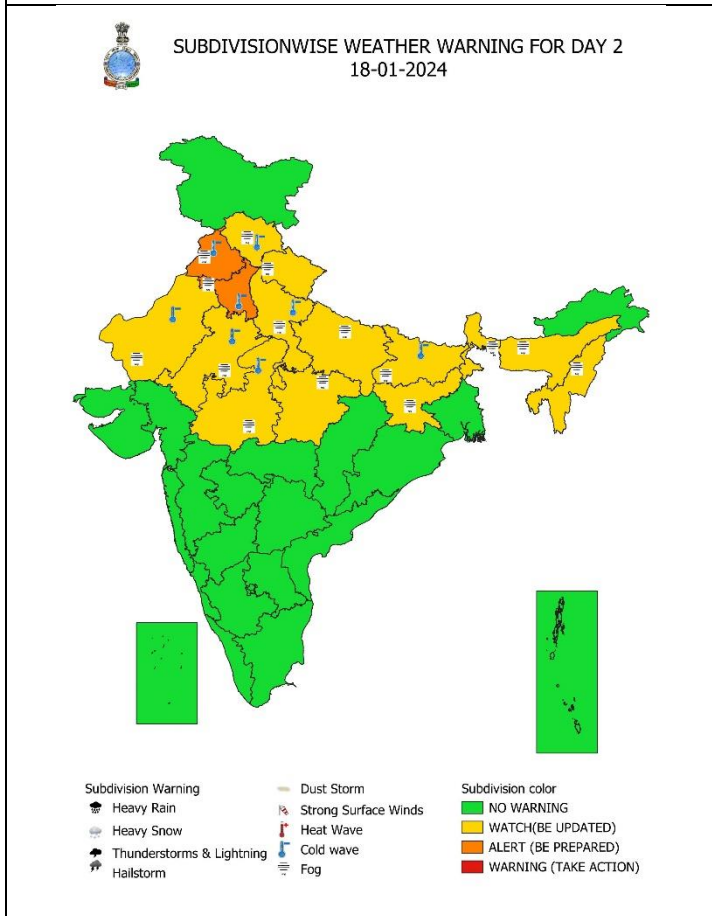 SUBDIVISIONWISE WEATHER WARNING FOR DAY 2
18-01-2024
Subdivision Warning
Heavy Rain
Heavy Snow
Thunderstorms & Lightning
Hailstorm
Dust Storm
Strong Surface Winds
Heat Wave
Cold wave
Fog
Subdivision color
NO WARNING
WATCH(BE UPDATED)
ALERT (BE PREPARED)
WARNING (TAKE ACTION)